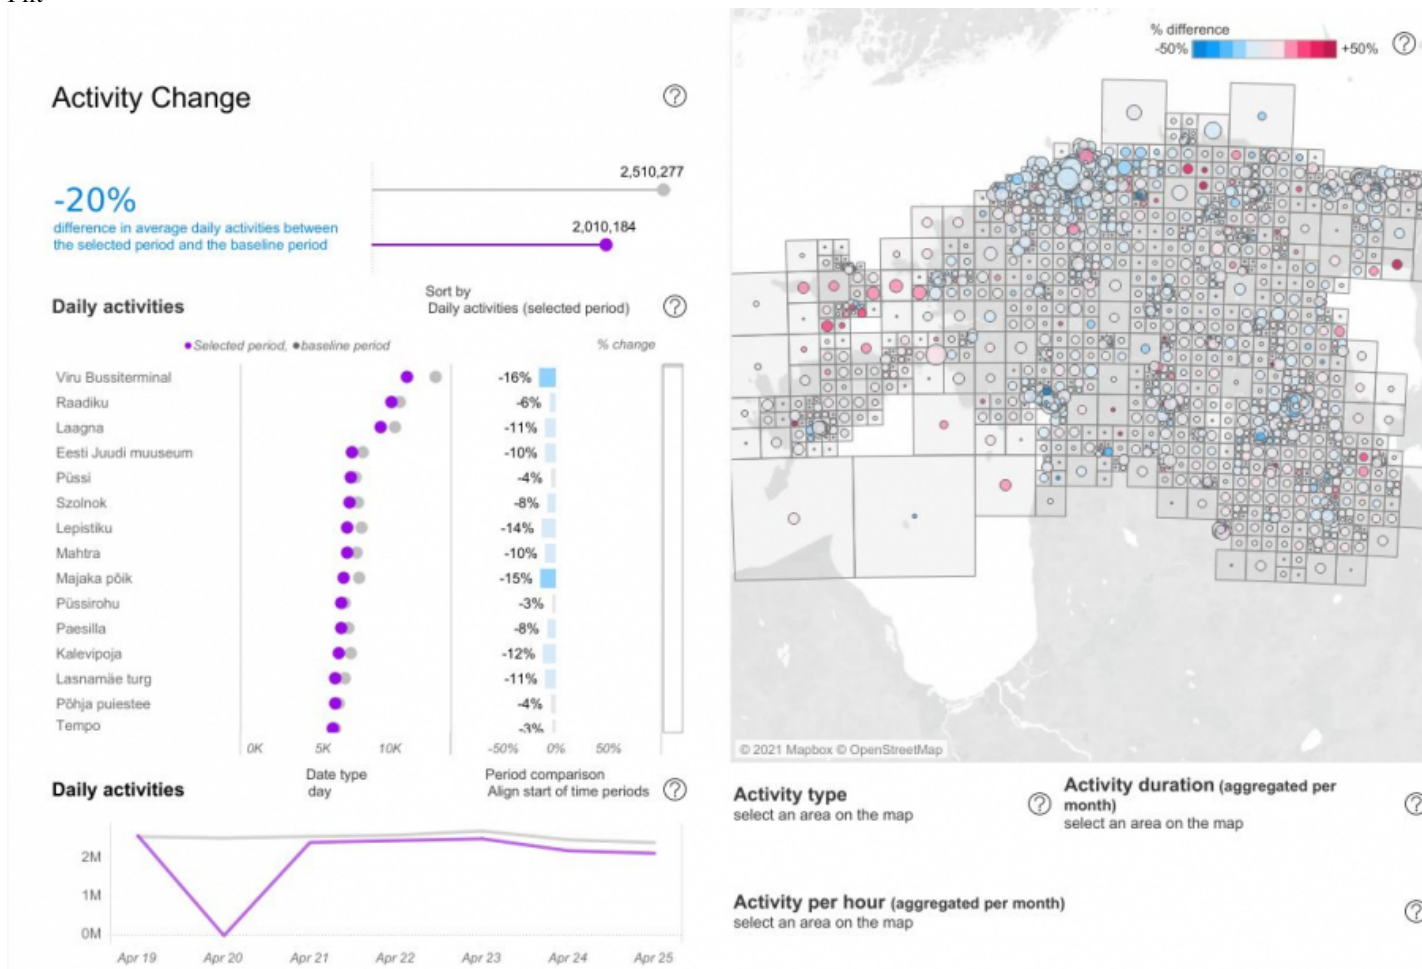 Activity Change
-20%
difference in average daily activities between
the selected period and the baseline period
2,510,277
2,010,184
Daily activities
Sort by
Daily activities (selected period)
Selected period, baseline period
% change
Viru Bussiterminal
-16%
Raadiku
-6%
Laagna
-11%
Eesti Juudi muuseum
-10%
Püssi
-4%
Szolnok
-8%
Lepistiku
-14%
Mahtra
-10%
Majaka põik
-15%
Püssirohu
-3%
Paesilla
-8%
Kalevipoja
-12%
Lasnamäe turg
-11%
Põhja puiestee
-4%
Tempo
-3%
0K 5K 10K
-50% 0% 50%
Daily activities
Date type
day
Period comparison
Align start of time periods
2M
1M
0M
Apr 19 Apr 20 Apr 21 Apr 22 Apr 23 Apr 24 Apr 25
% difference
-50% +50%
© 2021 Mapbox © OpenStreetMap
Activity type
select an area on the map
Activity duration (aggregated per
month)
select an area on the map
Activity per hour (aggregated per month)
select an area on the map